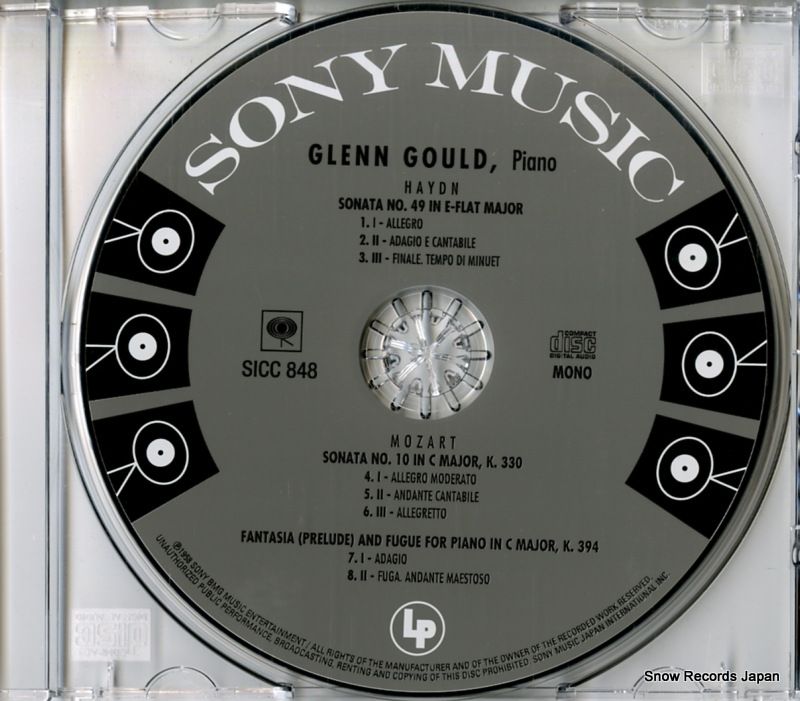 SONY MUSIC
GLENN GOULD, Piano
HAYDN
SONATA NO. 49 IN E-FLAT MAJOR
1. I - ALLEGRO
2. II - ADAGIO E CANTABILE
3. III - FINALE. TEMPO DI MINUET
SICC 848
COMPACT
disc
DIGITAL AUDIO
MONO
MOZART
SONATA NO. 10 IN C MAJOR, K. 330
4. I - ALLEGRO MODERATO
5. II - ANDANTE CANTABILE
6. III - ALLEGRETTO
FANTASIA (PRELUDE) AND FUGUE FOR PIANO IN C MAJOR, K. 394
7. I - ADAGIO
8. II - FUGA. ANDANTE MAESTOSO
LP
℗1958 SONY BMG MUSIC ENTERTAINMENT / ALL RIGHTS OF THE MANUFACTURER AND OF THE OWNER OF THE RECORDED WORK RESERVED.
UNAUTHORIZED PUBLIC PERFORMANCE, BROADCASTING, RENTING AND COPYING OF THIS DISC PROHIBITED. SONY MUSIC JAPAN INTERNATIONAL INC.
Snow Records Japan